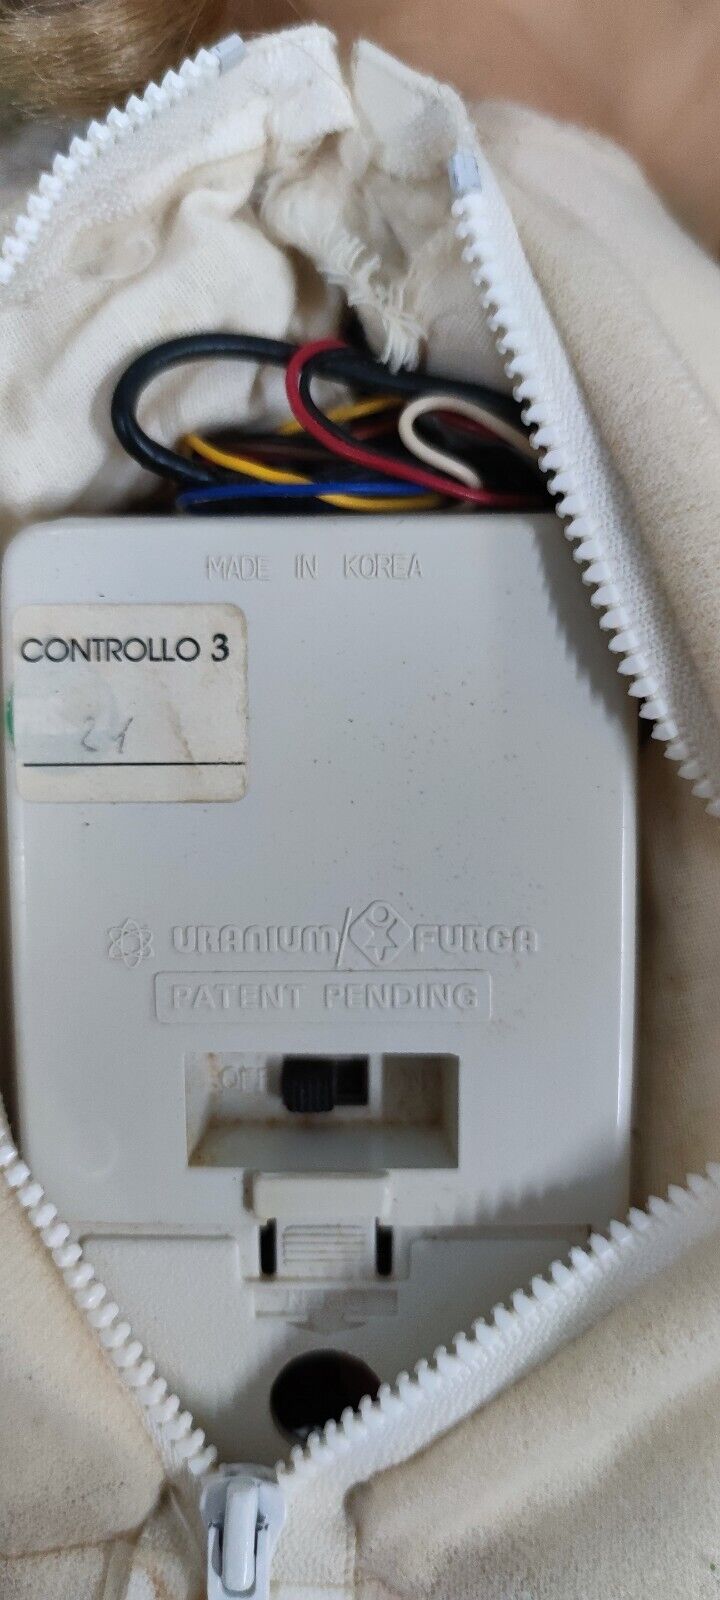 MADE IN KOREA
CONTROLLO 3
21
URANIUM/FURGA
PATENT PENDING
OFF